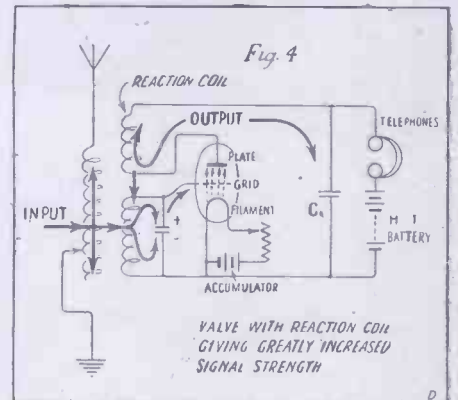 Fig. 4
REACTION COIL
OUTPUT
TELEPHONES
PLATE
GRID
INPUT
FILAMENT
+
-
C1
H T
BATTERY
ACCUMULATOR
VALVE WITH REACTION COIL
GIVING GREATLY INCREASED
SIGNAL STRENGTH
D